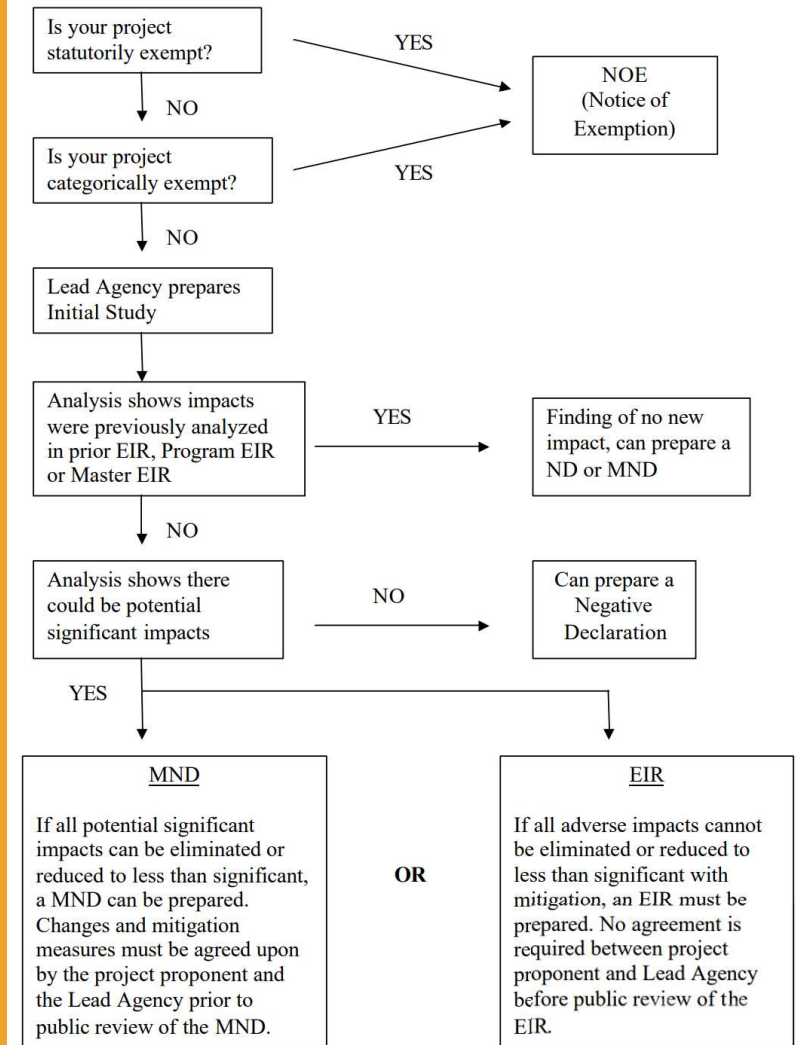 Is your project
statutorily exempt?
YES
NOE
(Notice of
Exemption)
NO
Is your project
categorically exempt?
YES
NO
Lead Agency prepares
Initial Study
Analysis shows impacts
were previously analyzed
in prior EIR, Program EIR
or Master EIR
YES
Finding of no new
impact, can prepare a
ND or MND
NO
Analysis shows there
could be potential
significant impacts
NO
Can prepare a
Negative
Declaration
YES
MND
If all potential significant
impacts can be eliminated or
reduced to less than significant,
a MND can be prepared.
Changes and mitigation
measures must be agreed upon
by the project proponent and
the Lead Agency prior to
public review of the MND.
OR
EIR
If all adverse impacts cannot
be eliminated or reduced to
less than significant with
mitigation, an EIR must be
prepared. No agreement is
required between project
proponent and Lead Agency
before public review of the
EIR.